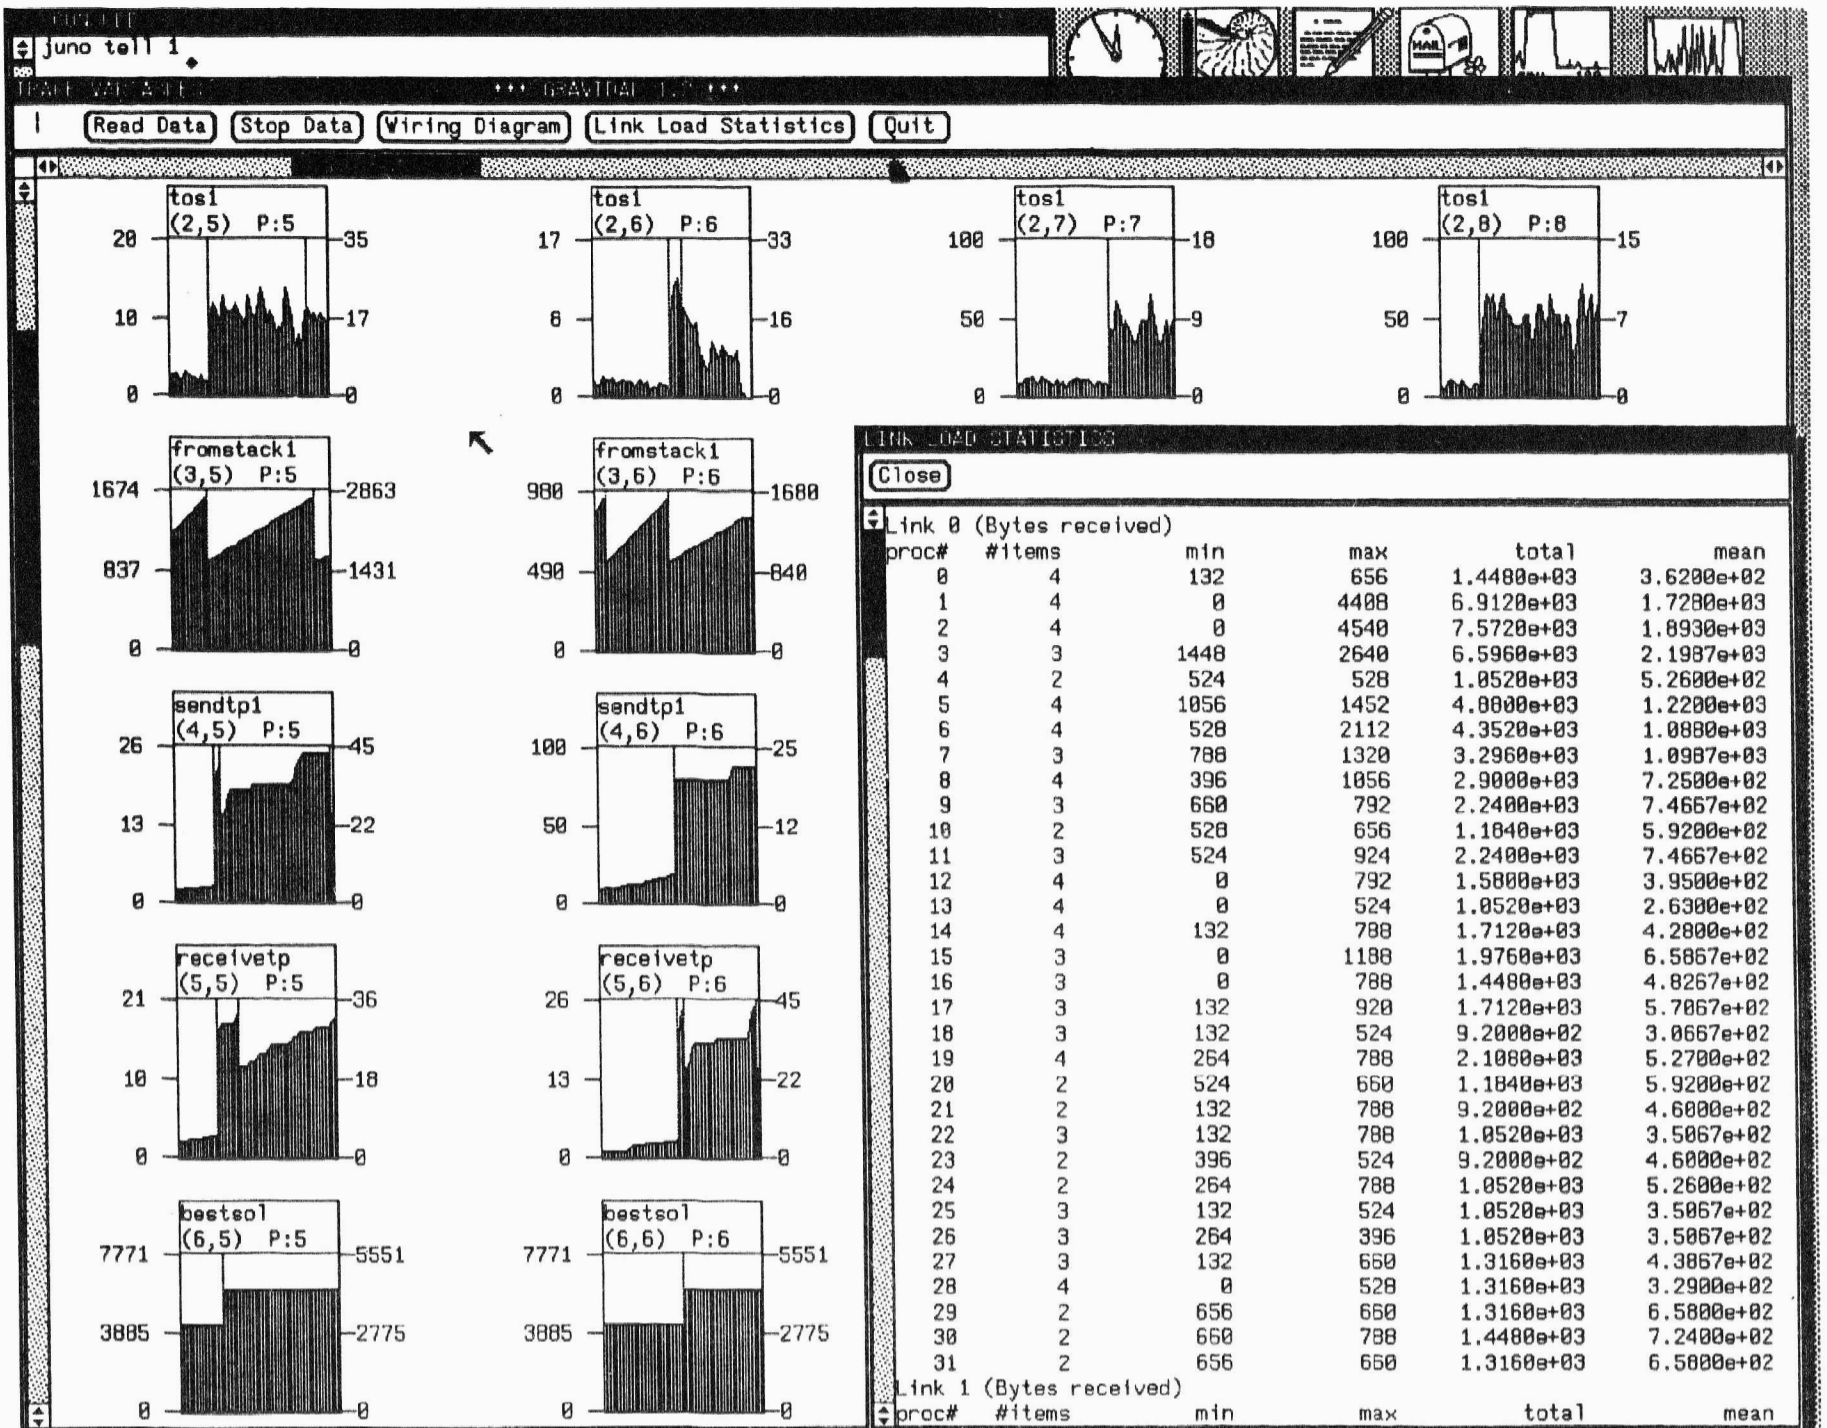 juno tell 1
MAIL
TRACE VARIABLES *** GRAVIDAL 1.2 ***
Read Data Stop Data Wiring Diagram Link Load Statistics Quit
tos1
(2,5) P:5
20 35
10 17
0 0
tos1
(2,6) P:6
17 33
8 16
0 0
tos1
(2,7) P:7
100 18
50 9
0 0
tos1
(2,8) P:8
100 15
50 7
0 0
fromstack1
(3,5) P:5
1674 2863
837 1431
0 0
fromstack1
(3,6) P:6
980 1680
490 840
0 0
sendtp1
(4,5) P:5
26 45
13 22
0 0
sendtp1
(4,6) P:6
100 25
50 12
0 0
receivetp
(5,5) P:5
21 36
10 18
0 0
receivetp
(5,6) P:6
26 45
13 22
0 0
bestsol
(6,5) P:5
7771 5551
3885 2775
0 0
bestsol
(6,6) P:6
7771 5551
3885 2775
0 0
LINK LOAD STATISTICS
Close
Link 0 (Bytes received)
proc# #items min max total mean
0 4 132 656 1.4480e+03 3.6200e+02
1 4 0 4408 6.9120e+03 1.7280e+03
2 4 0 4540 7.5720e+03 1.8930e+03
3 3 1448 2640 6.5960e+03 2.1987e+03
4 2 524 528 1.0520e+03 5.2600e+02
5 4 1056 1452 4.8800e+03 1.2200e+03
6 4 528 2112 4.3520e+03 1.0880e+03
7 3 788 1320 3.2960e+03 1.0987e+03
8 4 396 1056 2.9000e+03 7.2500e+02
9 3 660 792 2.2400e+03 7.4667e+02
10 2 528 656 1.1840e+03 5.9200e+02
11 3 524 924 2.2400e+03 7.4667e+02
12 4 0 792 1.5800e+03 3.9500e+02
13 4 0 524 1.0520e+03 2.6300e+02
14 4 132 788 1.7120e+03 4.2800e+02
15 3 0 1188 1.9760e+03 6.5867e+02
16 3 0 788 1.4480e+03 4.8267e+02
17 3 132 920 1.7120e+03 5.7067e+02
18 3 132 524 9.2000e+02 3.0667e+02
19 4 264 788 2.1080e+03 5.2700e+02
20 2 524 660 1.1840e+03 5.9200e+02
21 2 132 788 9.2000e+02 4.6000e+02
22 3 132 788 1.0520e+03 3.5067e+02
23 2 396 524 9.2000e+02 4.6000e+02
24 2 264 788 1.0520e+03 5.2600e+02
25 3 132 524 1.0520e+03 3.5067e+02
26 3 264 396 1.0520e+03 3.5067e+02
27 3 132 660 1.3160e+03 4.3867e+02
28 4 0 528 1.3160e+03 3.2900e+02
29 2 656 660 1.3160e+03 6.5800e+02
30 2 660 788 1.4480e+03 7.2400e+02
31 2 656 660 1.3160e+03 6.5800e+02
Link 1 (Bytes received)
proc# #items min max total mean